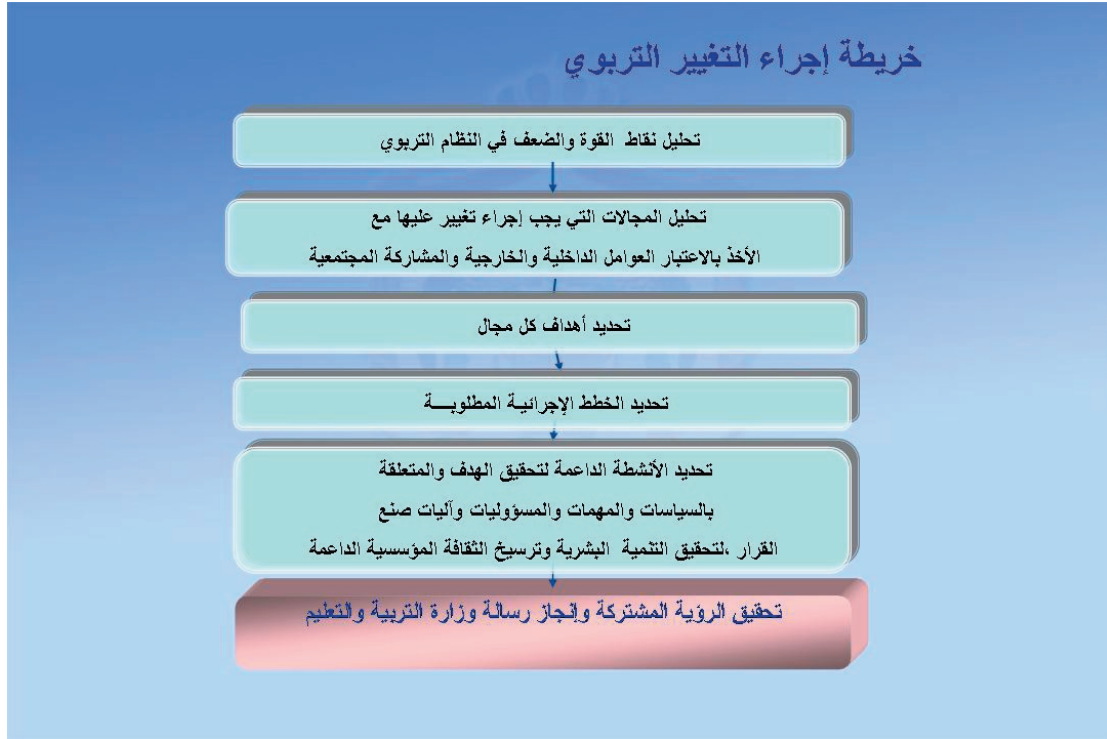 خريطة إجراء التغيير التربوي
تحليل نقاط القوة والضعف في النظام التربوي
تحليل المجالات التي يجب إجراء تغيير عليها مع
الأخذ بالاعتبار العوامل الداخلية والخارجية والمشاركة المجتمعية
تحديد أهداف كل مجال
تحديد الخطط الإجرائية المطلوبـــة
تحديد الأنشطة الداعمة لتحقيق الهدف والمتعلقة
بالسياسات والمهمات والمسؤوليات وآليات صنع
القرار ،لتحقيق التنمية البشرية وترسيخ الثقافة المؤسسية الداعمة
تحقيق الرؤية المشتركة وإنجاز رسالة وزارة التربية والتعليم